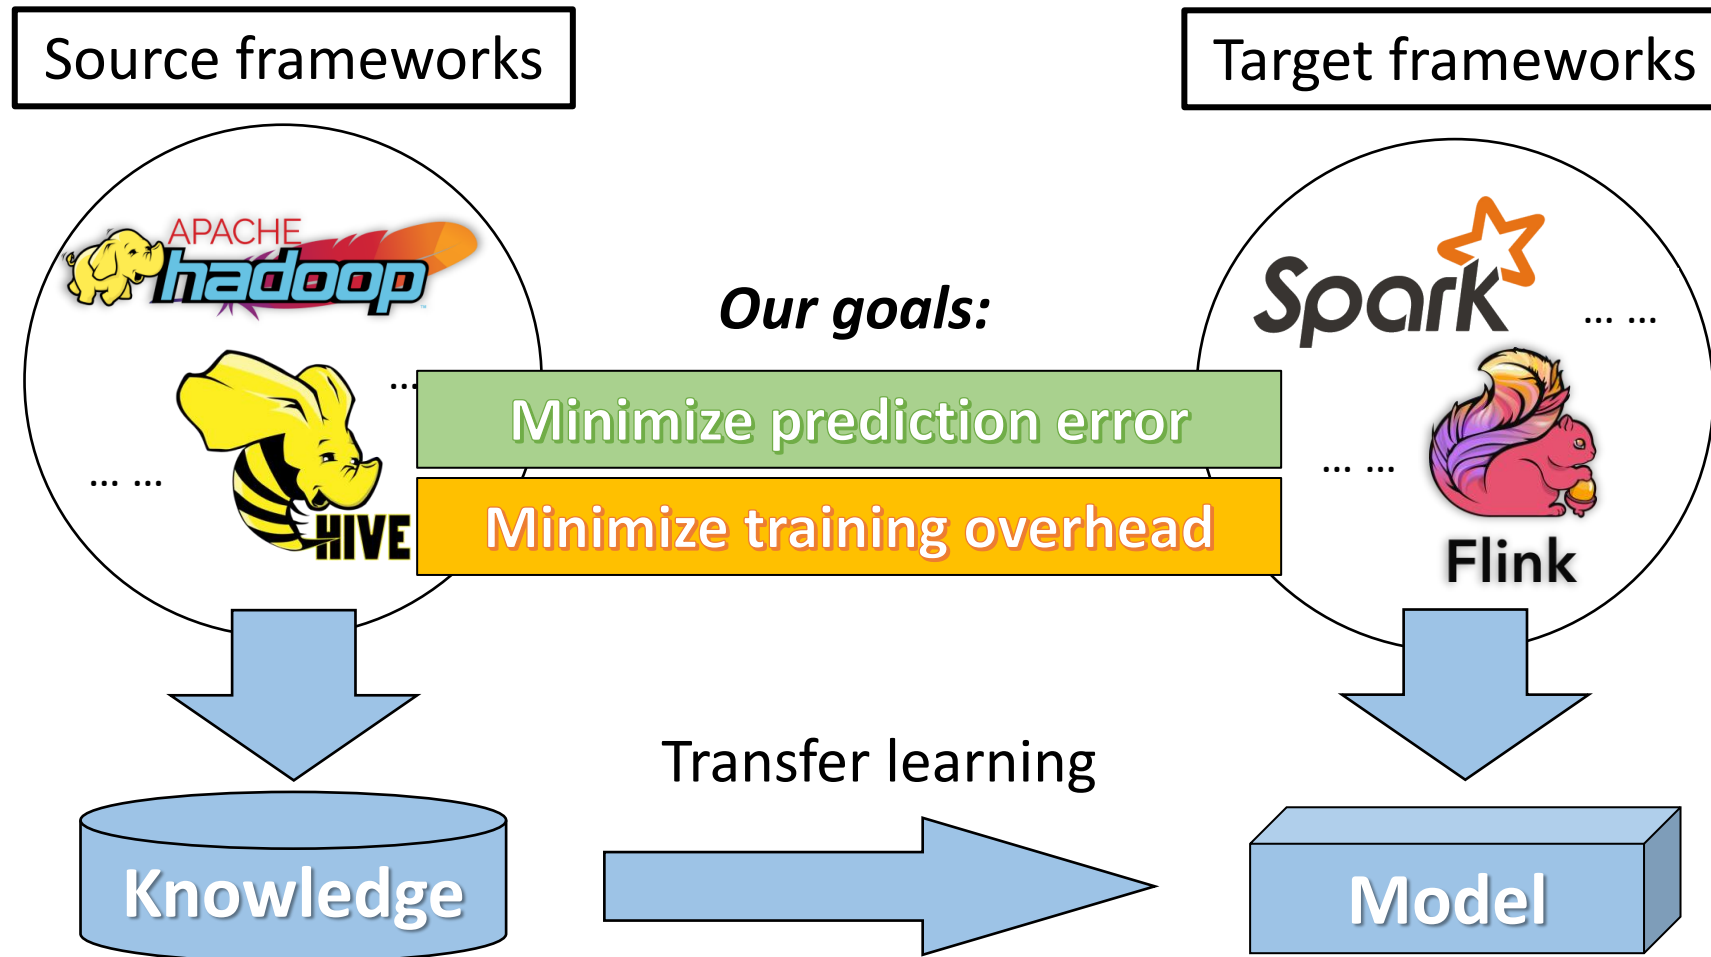 Source frameworks
Target frameworks
APACHE
hadoop
Spark
... ...
Our goals:
...
Minimize prediction error
... ...
... ...
HIVE
Minimize training overhead
Flink
Transfer learning
Knowledge
Model